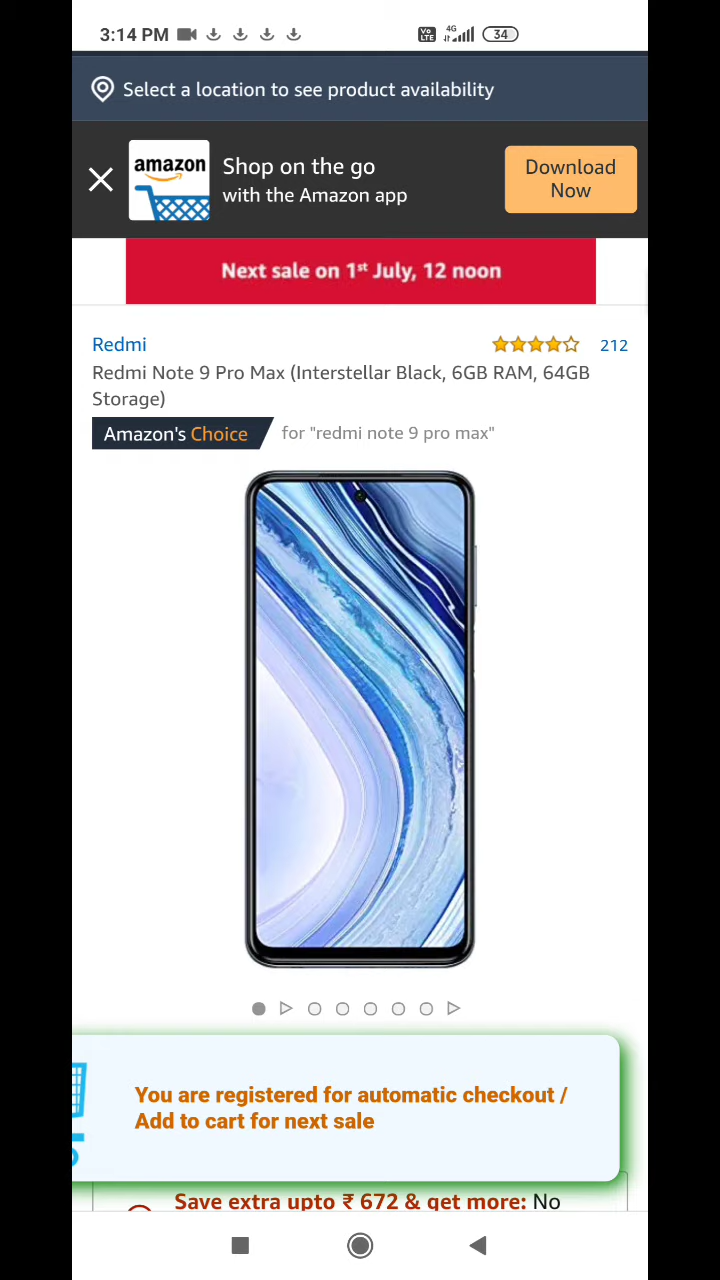 3:14 PM
Vo LTE 4G 34
Select a location to see product availability
amazon
Shop on the go
with the Amazon app
Download
Now
Next sale on 1st July, 12 noon
Redmi
212
Redmi Note 9 Pro Max (Interstellar Black, 6GB RAM, 64GB
Storage)
Amazon's Choice for "redmi note 9 pro max"
You are registered for automatic checkout /
Add to cart for next sale
Save extra upto ₹ 672 & get more: No